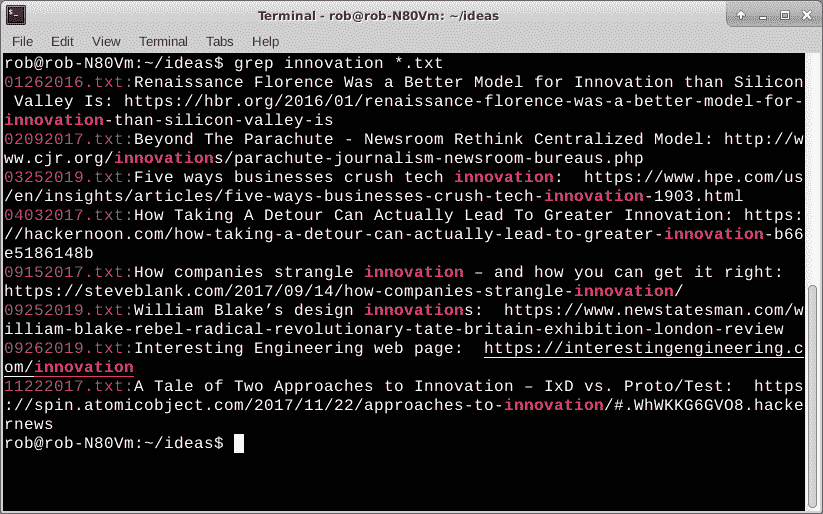 Terminal - rob@rob-N80Vm: ~/ideas
File Edit View Terminal Tabs Help
rob@rob-N80Vm:~/ideas$ grep innovation *.txt
01262016.txt:Renaissance Florence Was a Better Model for Innovation than Silicon
 Valley Is: https://hbr.org/2016/01/renaissance-florence-was-a-better-model-for-
innovation-than-silicon-valley-is
02092017.txt:Beyond The Parachute - Newsroom Rethink Centralized Model: http://w
ww.cjr.org/innovations/parachute-journalism-newsroom-bureaus.php
03252019.txt:Five ways businesses crush tech innovation:  https://www.hpe.com/us
/en/insights/articles/five-ways-businesses-crush-tech-innovation-1903.html
04032017.txt:How Taking A Detour Can Actually Lead To Greater Innovation: https:
//hackernoon.com/how-taking-a-detour-can-actually-lead-to-greater-innovation-b66
e5186148b
09152017.txt:How companies strangle innovation – and how you can get it right:
https://steveblank.com/2017/09/14/how-companies-strangle-innovation/
09252019.txt:William Blake’s design innovations:  https://www.newstatesman.com/w
illiam-blake-rebel-radical-revolutionary-tate-britain-exhibition-london-review
09262019.txt:Interesting Engineering web page:  https://interestingengineering.c
om/innovation
11222017.txt:A Tale of Two Approaches to Innovation – IxD vs. Proto/Test:  https
://spin.atomicobject.com/2017/11/22/approaches-to-innovation/#.WhWKKG6GVO8.hacke
rnews
rob@rob-N80Vm:~/ideas$